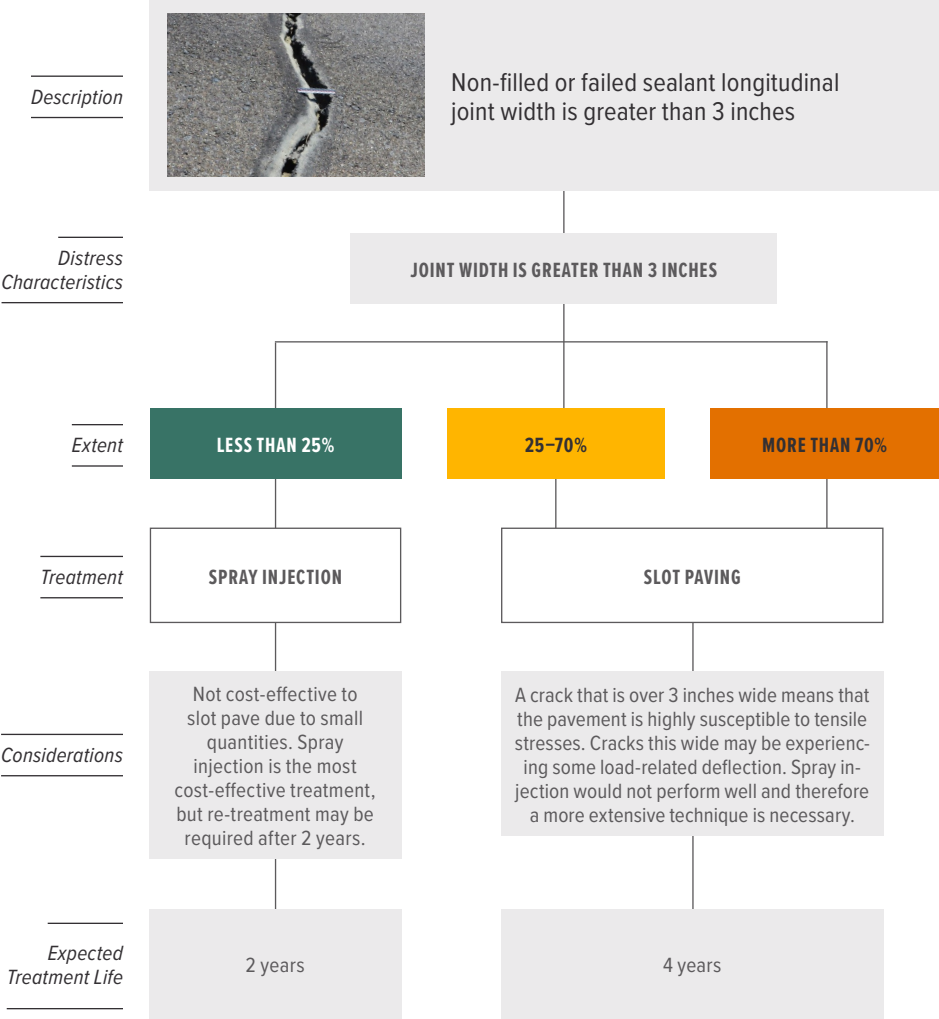 Description
Non-filled or failed sealant longitudinal
joint width is greater than 3 inches
Distress
Characteristics
JOINT WIDTH IS GREATER THAN 3 INCHES
Extent
LESS THAN 25%
25–70%
MORE THAN 70%
Treatment
SPRAY INJECTION
SLOT PAVING
Considerations
Not cost-effective to
slot pave due to small
quantities. Spray
injection is the most
cost-effective treatment,
but re-treatment may be
required after 2 years.
A crack that is over 3 inches wide means that
the pavement is highly susceptible to tensile
stresses. Cracks this wide may be experienc-
ing some load-related deflection. Spray in-
jection would not perform well and therefore
a more extensive technique is necessary.
Expected
Treatment Life
2 years
4 years